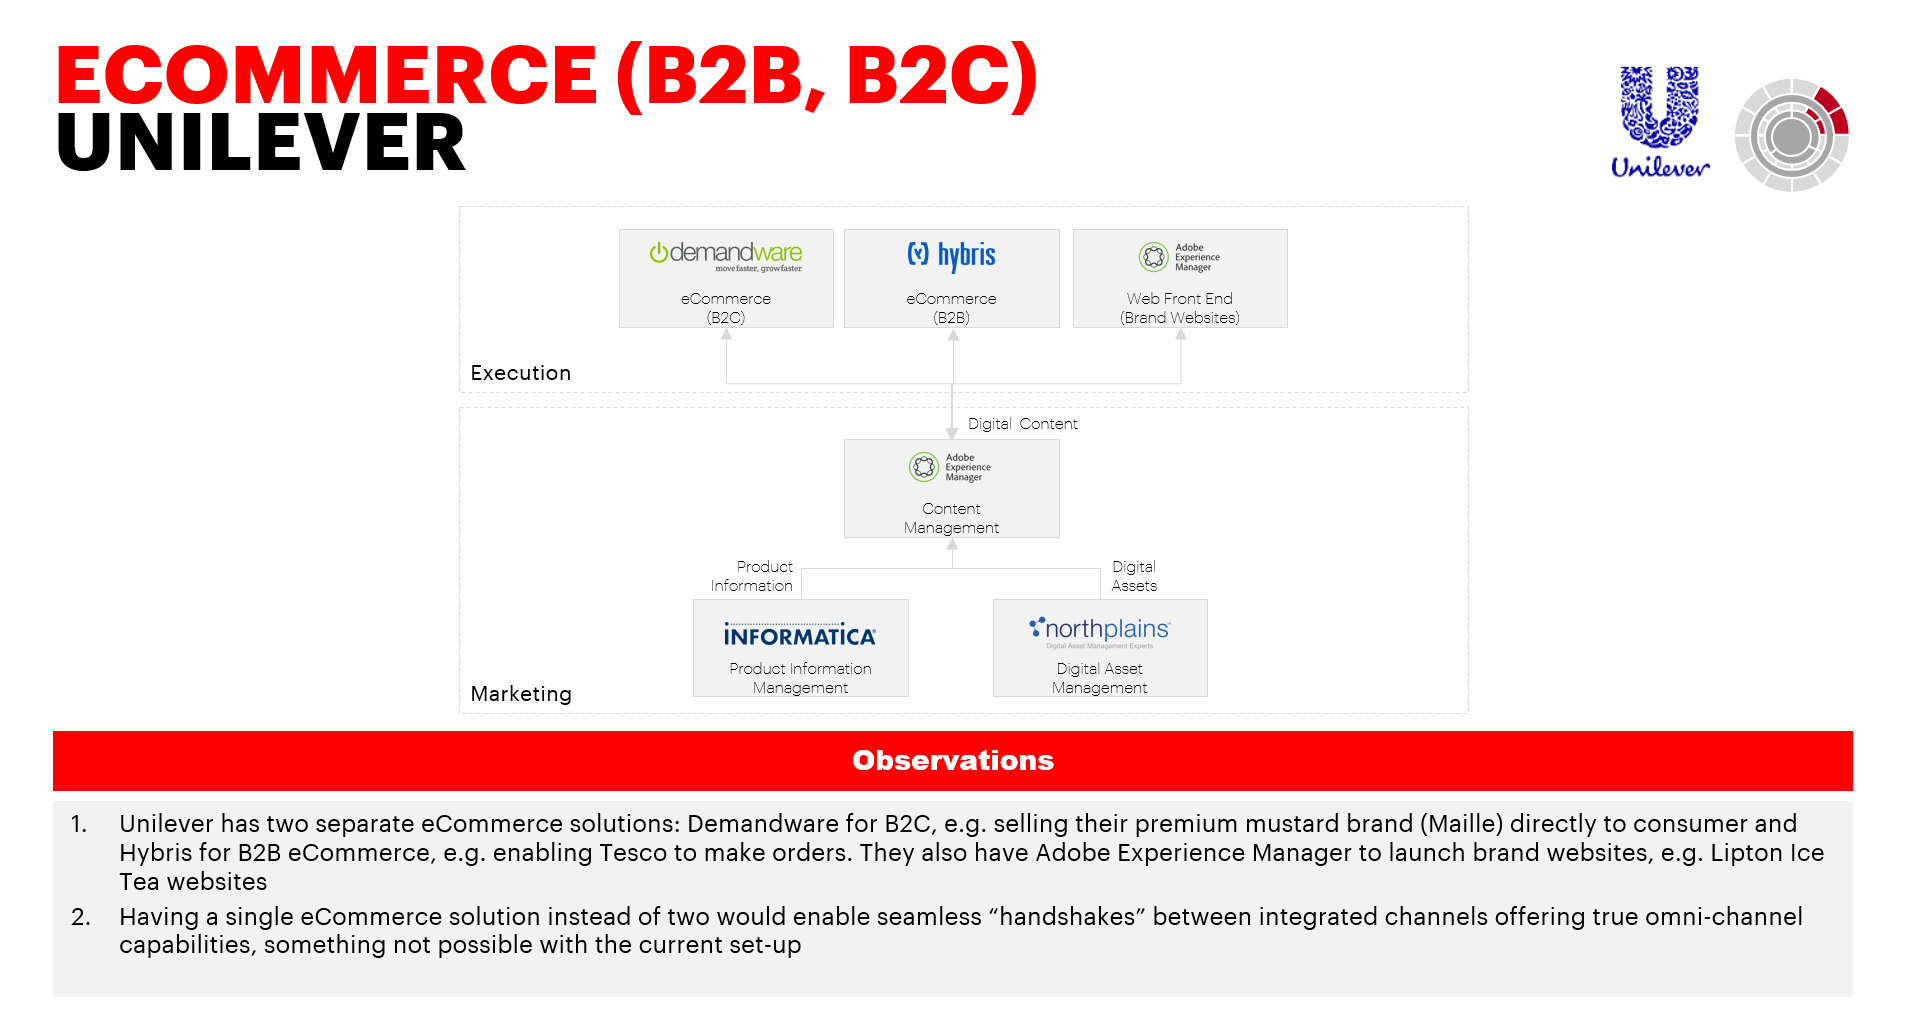 ECOMMERCE (B2B, B2C)
UNILEVER
Unilever
demandware
move faster, grow faster
eCommerce
(B2C)
hybris
eCommerce
(B2B)
Adobe
Experience
Manager
Web Front End
(Brand Websites)
Execution
Digital Content
Adobe
Experience
Manager
Content
Management
Product
Information
Digital
Assets
INFORMATICA®
Product Information
Management
northplains™
Digital Asset Management Experts
Digital Asset
Management
Marketing
Observations
1. Unilever has two separate eCommerce solutions: Demandware for B2C, e.g. selling their premium mustard brand (Maille) directly to consumer and
Hybris for B2B eCommerce, e.g. enabling Tesco to make orders. They also have Adobe Experience Manager to launch brand websites, e.g. Lipton Ice
Tea websites
2. Having a single eCommerce solution instead of two would enable seamless “handshakes” between integrated channels offering true omni-channel
capabilities, something not possible with the current set-up